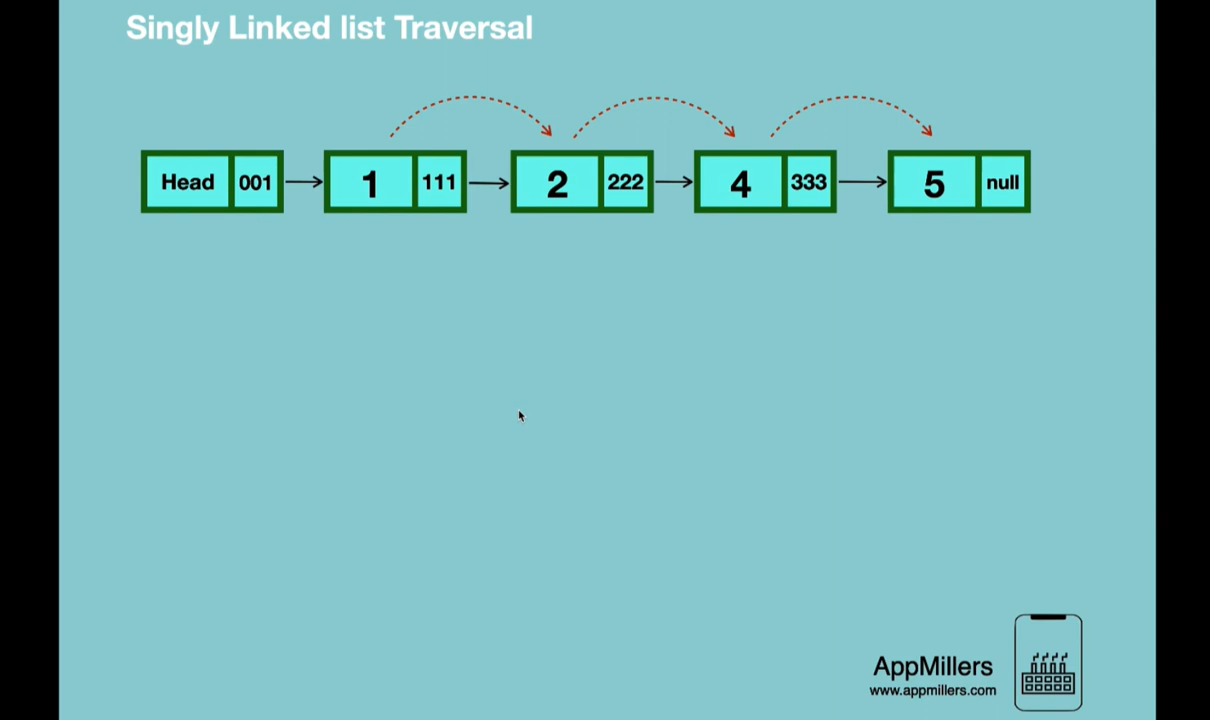 Singly Linked list Traversal
Head 001 1 111 2 222 4 333 5 null
AppMillers
www.appmillers.com